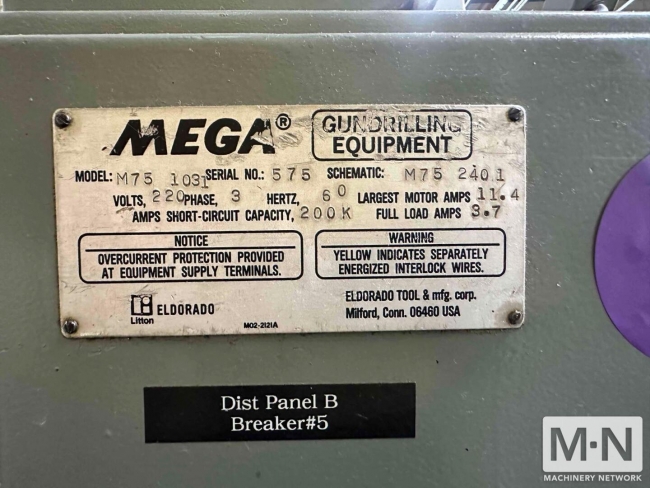 MEGA®
GUNDRILLING
EQUIPMENT
MODEL: M75 1031 SERIAL NO.: 575 SCHEMATIC: M75 2401
VOLTS, 220 PHASE, 3 HERTZ, 60 LARGEST MOTOR AMPS 11.4
AMPS SHORT-CIRCUIT CAPACITY, 200K FULL LOAD AMPS 3.7
NOTICE
OVERCURRENT PROTECTION PROVIDED
AT EQUIPMENT SUPPLY TERMINALS.
WARNING
YELLOW INDICATES SEPARATELY
ENERGIZED INTERLOCK WIRES.
Litton ELDORADO
M02-2121A
ELDORADO TOOL & mfg. corp.
Milford, Conn. 06460 USA
Dist Panel B
Breaker#5
M·N
MACHINERY NETWORK